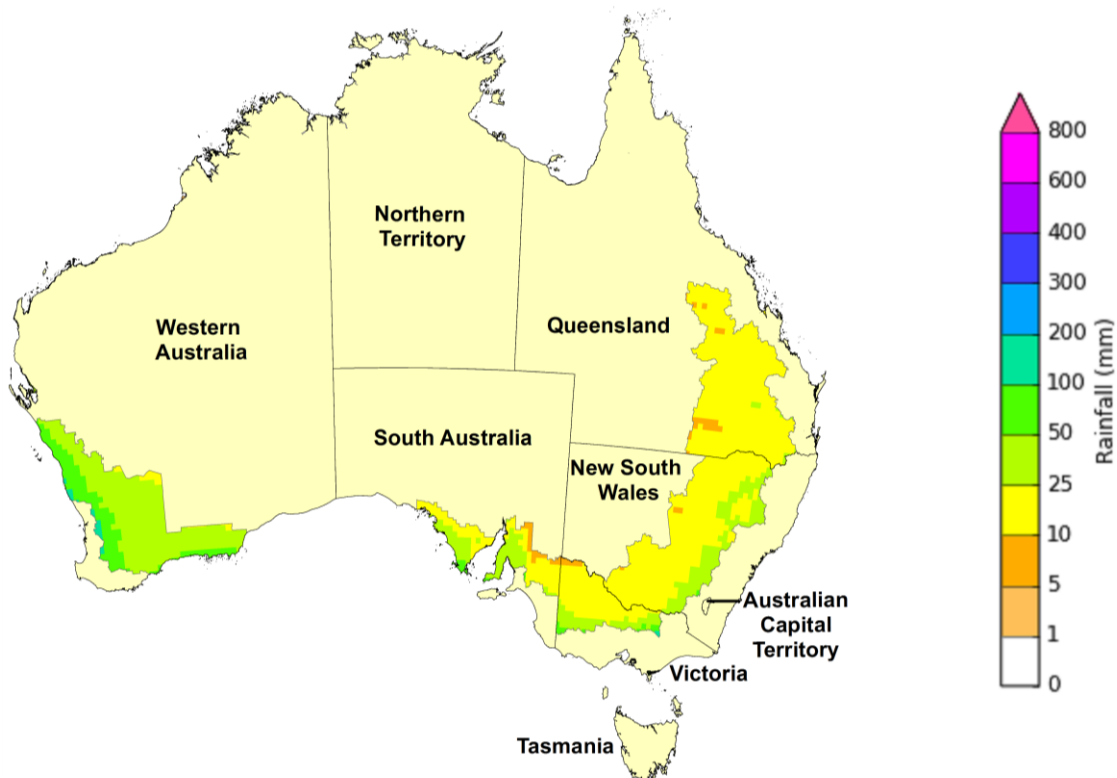 Northern
Territory
Western
Australia
Queensland
South Australia
New South
Wales
Australian
Capital
Territory
Victoria
Tasmania
800
600
400
300
200
100
50
25
10
5
1
0
Rainfall (mm)